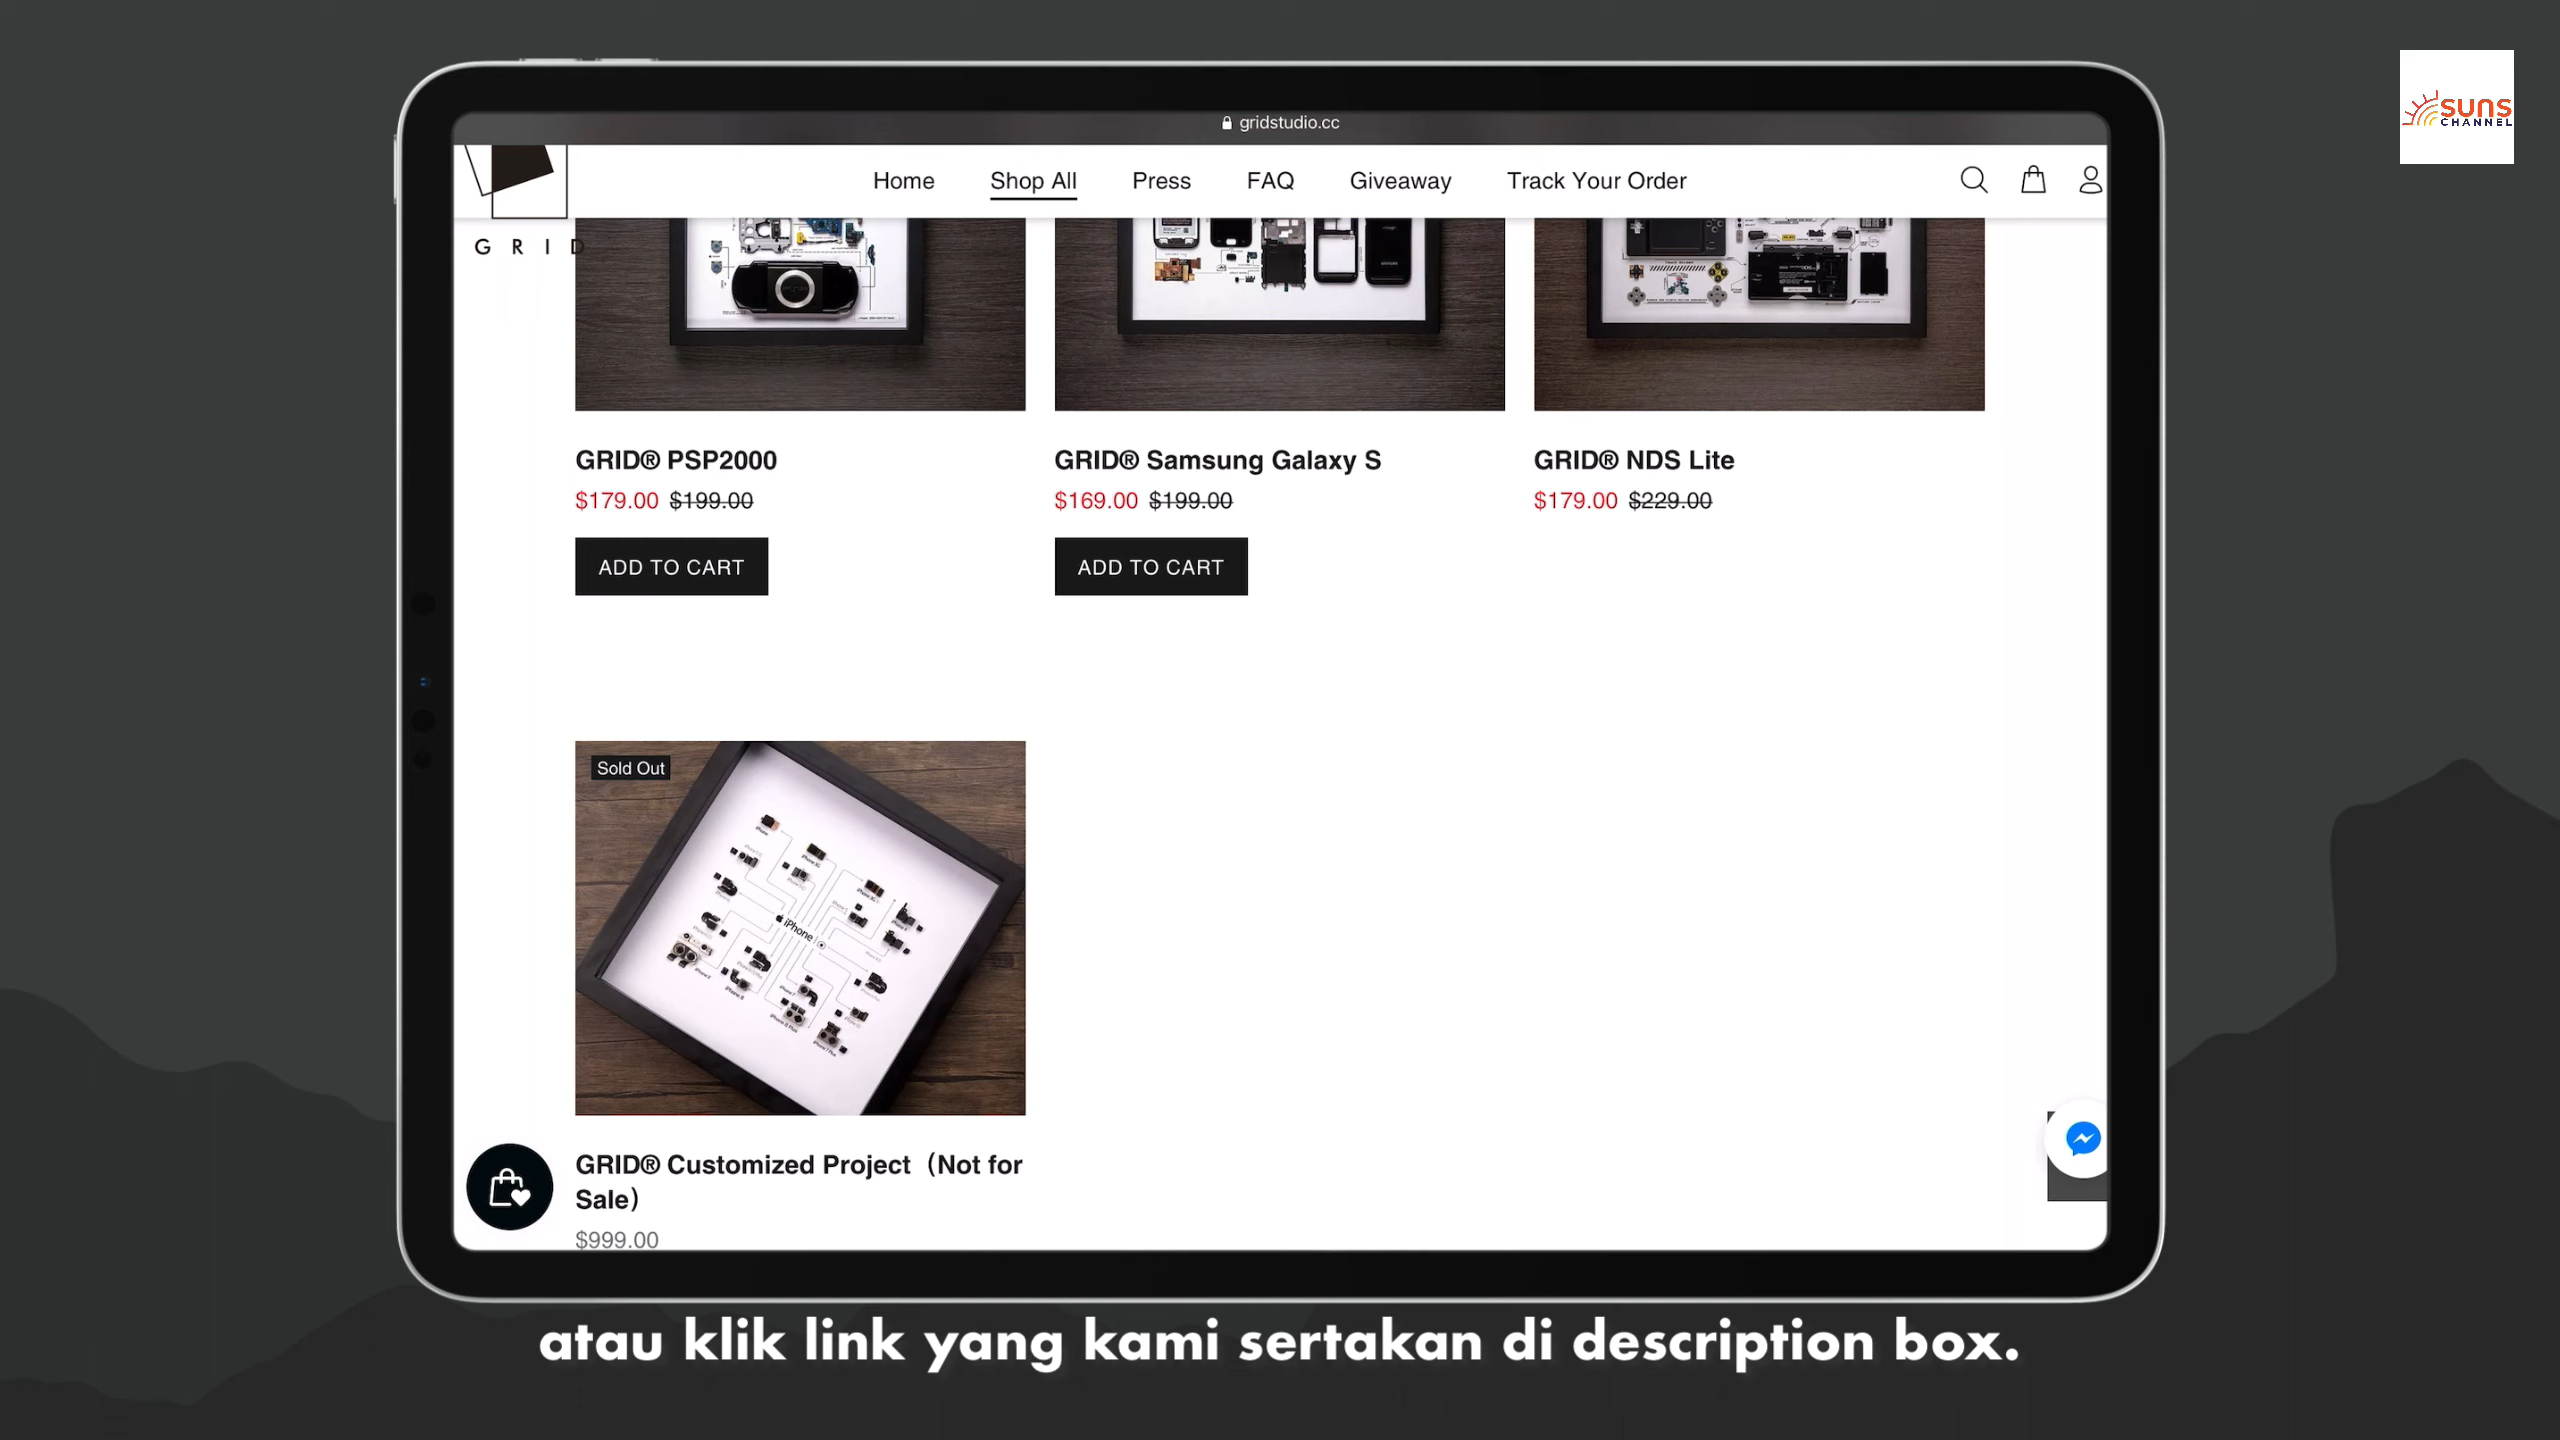 suns
CHANNEL
gridstudio.cc
Home Shop All Press FAQ Giveaway Track Your Order
GRID
GRID® PSP2000
$179.00 $199.00
ADD TO CART
GRID® Samsung Galaxy S
$169.00 $199.00
ADD TO CART
GRID® NDS Lite
$179.00 $229.00
Sold Out
iPhone
GRID® Customized Project（Not for
Sale）
$999.00
atau klik link yang kami sertakan di description box.